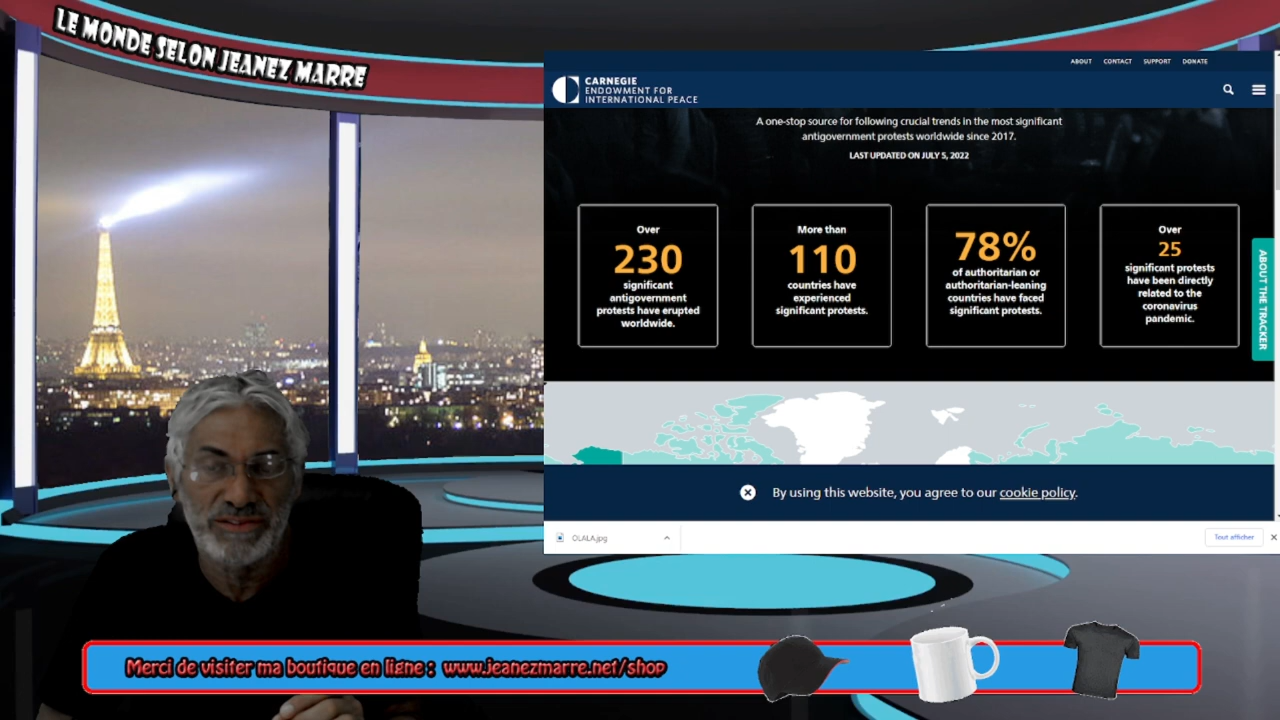 LE MONDE SELON JEANEZ MARRE
ABOUT CONTACT SUPPORT DONATE
CARNEGIE
ENDOWMENT FOR
INTERNATIONAL PEACE
A one-stop source for following crucial trends in the most significant
antigovernment protests worldwide since 2017.
LAST UPDATED ON JULY 5, 2022
Over
230
significant
antigovernment
protests have erupted
worldwide.
More than
110
countries have
experienced
significant protests.
78%
of authoritarian or
authoritarian-leaning
countries have faced
significant protests.
Over
25
significant protests
have been directly
related to the
coronavirus
pandemic.
ABOUT THE TRACKER
By using this website, you agree to our cookie policy.
OLALA.jpg
Tout afficher
Merci de visiter ma boutique en ligne : www.jeanezmarre.net/shop